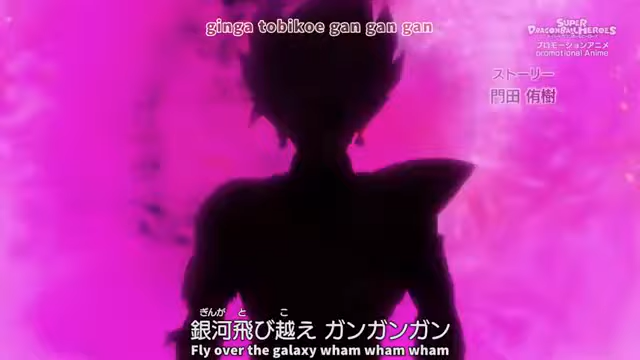 ginga tobikoe gan gan gan
SUPER
DRAGONBALL HEROES
プロモーションアニメ
promotional Anime
ストーリー
門田 侑樹
ぎんが と こ
銀河飛び越え ガンガンガン
Fly over the galaxy wham wham wham